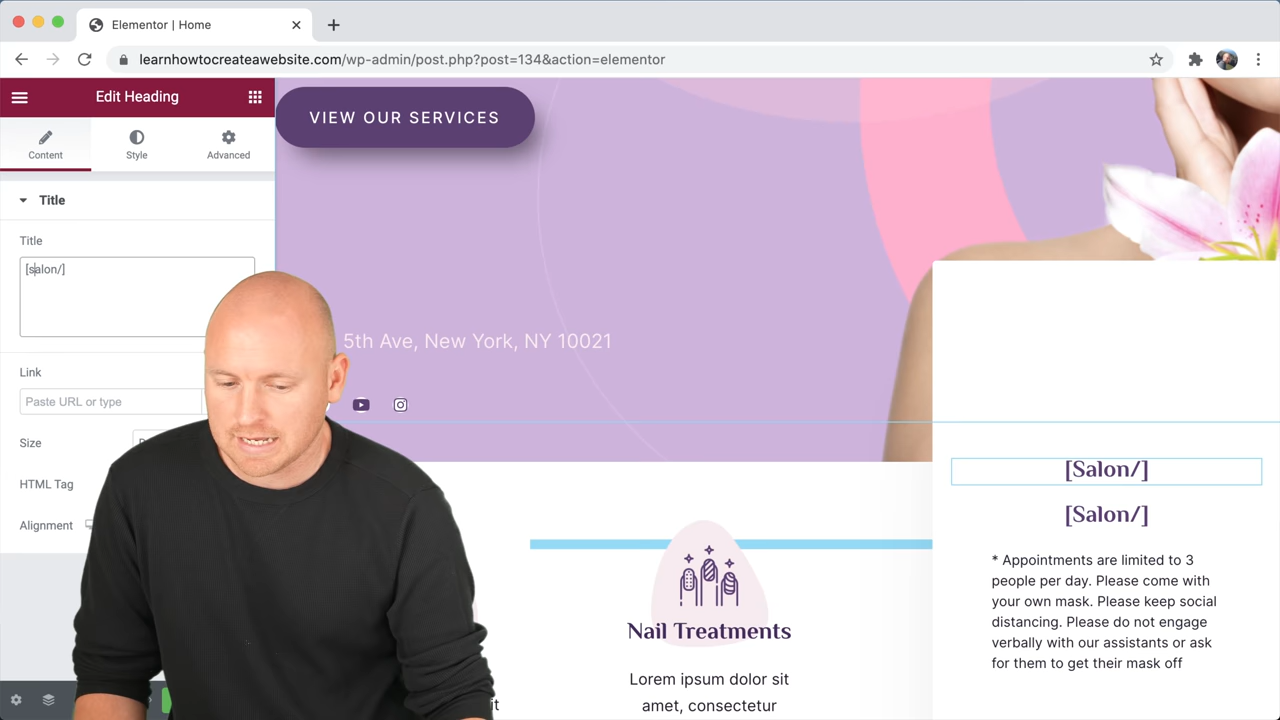 Elementor | Home
learnhowtocreateawebsite.com/wp-admin/post.php?post=134&action=elementor
Edit Heading
Content
Style
Advanced
Title
Title
[salon/]
Link
Paste URL or type
Size
HTML Tag
Alignment
VIEW OUR SERVICES
5th Ave, New York, NY 10021
[Salon/]
[Salon/]
* Appointments are limited to 3
people per day. Please come with
your own mask. Please keep social
distancing. Please do not engage
verbally with our assistants or ask
for them to get their mask off
Nail Treatments
Lorem ipsum dolor sit
amet, consectetur